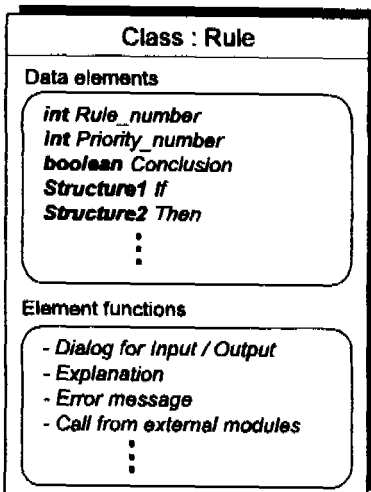 Class : Rule
Data elements
int Rule_number
int Priority_number
boolean Conclusion
Structure1 If
Structure2 Then
Element functions
- Dialog for Input / Output
- Explanation
- Error message
- Call from external modules